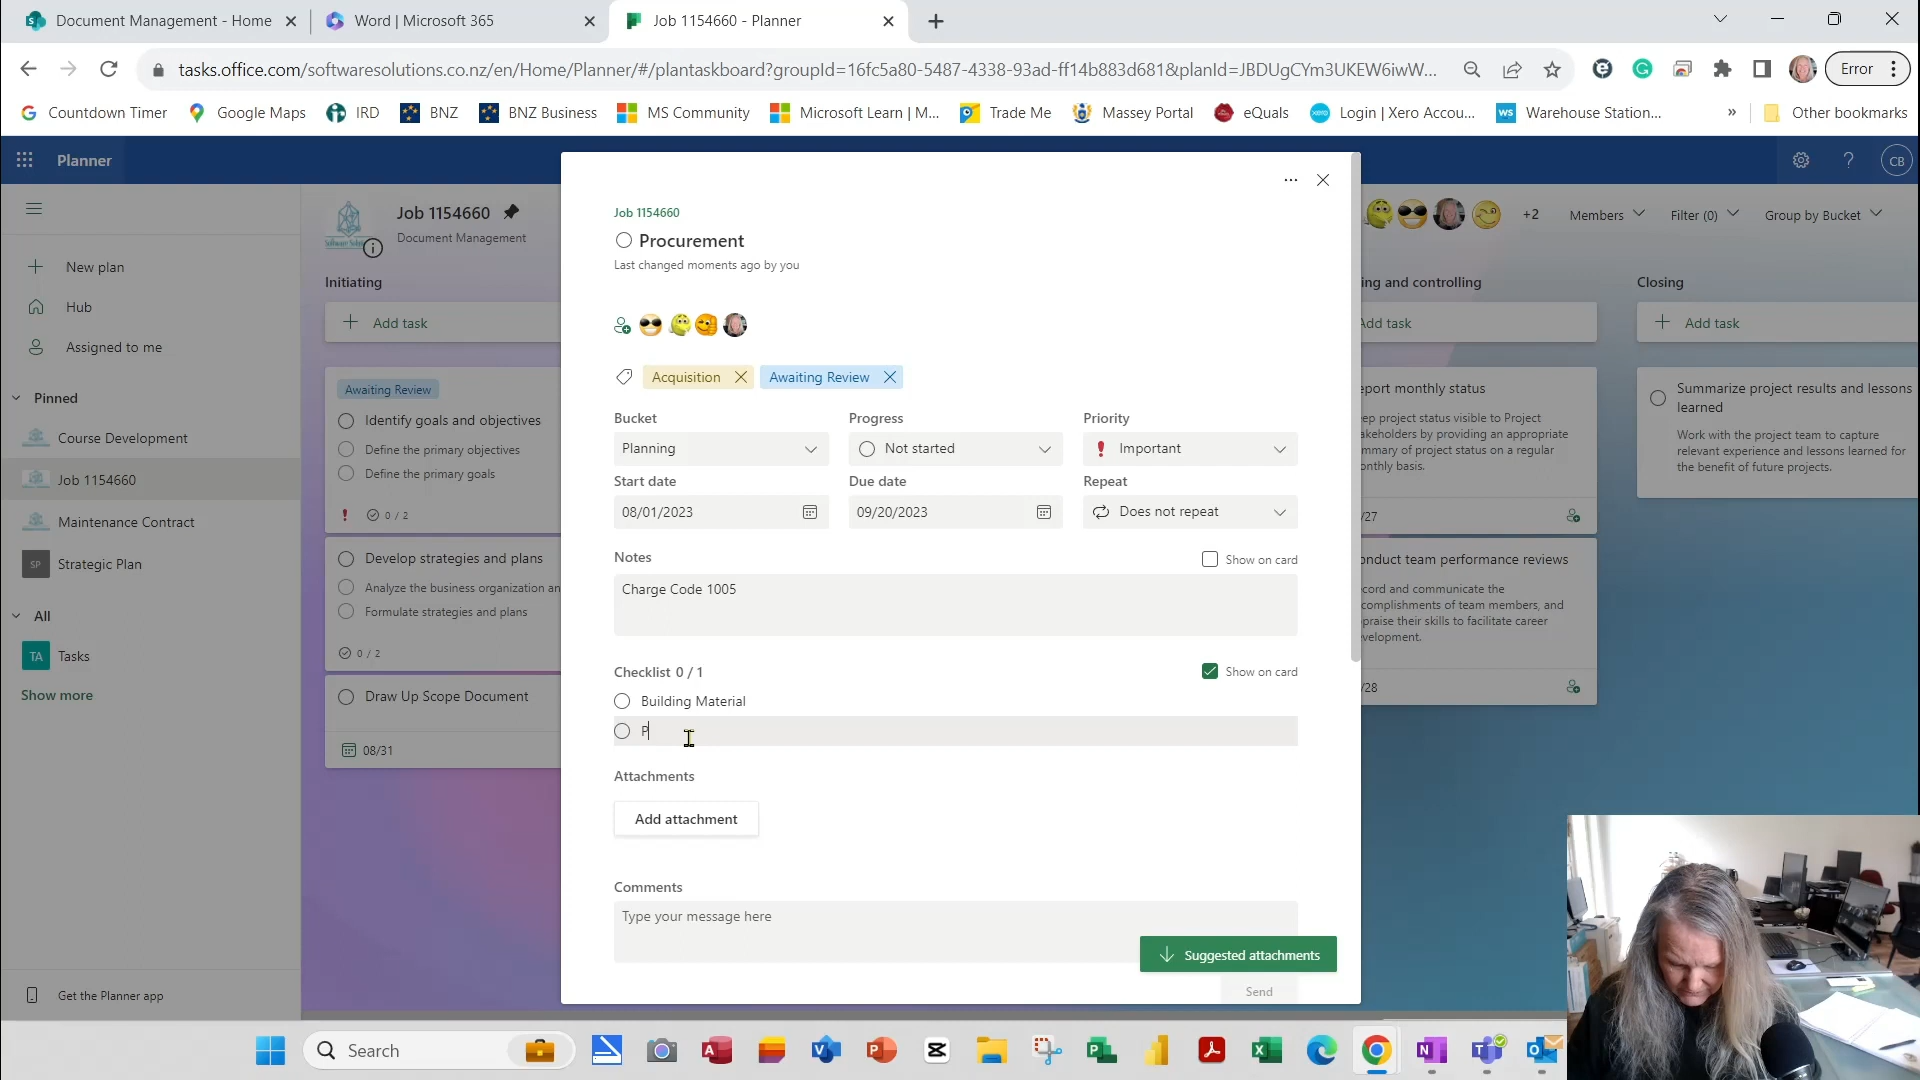 Document Management - Home
Word | Microsoft 365
Job 1154660 - Planner
tasks.office.com/softwaresolutions.co.nz/en/Home/Planner/#/plantaskboard?groupId=16fc5a80-5487-4338-93ad-ff14b883d681&planId=JBDUgCYm3UKEW6iwW...
Error
Countdown Timer
Google Maps
IRD
BNZ
BNZ Business
MS Community
Microsoft Learn | M...
Trade Me
Massey Portal
eQuals
Login | Xero Accou...
Warehouse Station...
»
Other bookmarks
Planner
CB
Job 1154660
Document Management
+2
Members
Filter (0)
Group by Bucket
New plan
Hub
Assigned to me
Pinned
Course Development
Job 1154660
Maintenance Contract
SP
Strategic Plan
All
TA
Tasks
Show more
Get the Planner app
Initiating
Add task
Awaiting Review
Identify goals and objectives
Define the primary objectives
Define the primary goals
0 / 2
Develop strategies and plans
Analyze the business organization an
Formulate strategies and plans
0 / 2
Draw Up Scope Document
08/31
Job 1154660
Procurement
Last changed moments ago by you
Acquisition
Awaiting Review
Bucket
Progress
Priority
Planning
Not started
Important
Start date
Due date
Repeat
08/01/2023
09/20/2023
Does not repeat
Notes
Show on card
Charge Code 1005
Checklist 0 / 1
Show on card
Building Material
P
Attachments
Add attachment
Comments
Type your message here
Suggested attachments
Send
ing and controlling
Add task
eport monthly status
eep project status visible to Project
akeholders by providing an appropriate
mmary of project status on a regular
onthly basis.
/27
onduct team performance reviews
cord and communicate the
complishments of team members, and
praise their skills to facilitate career
velopment.
/28
Closing
Add task
Summarize project results and lessons
learned
Work with the project team to capture
relevant experience and lessons learned for
the benefit of future projects.
Search